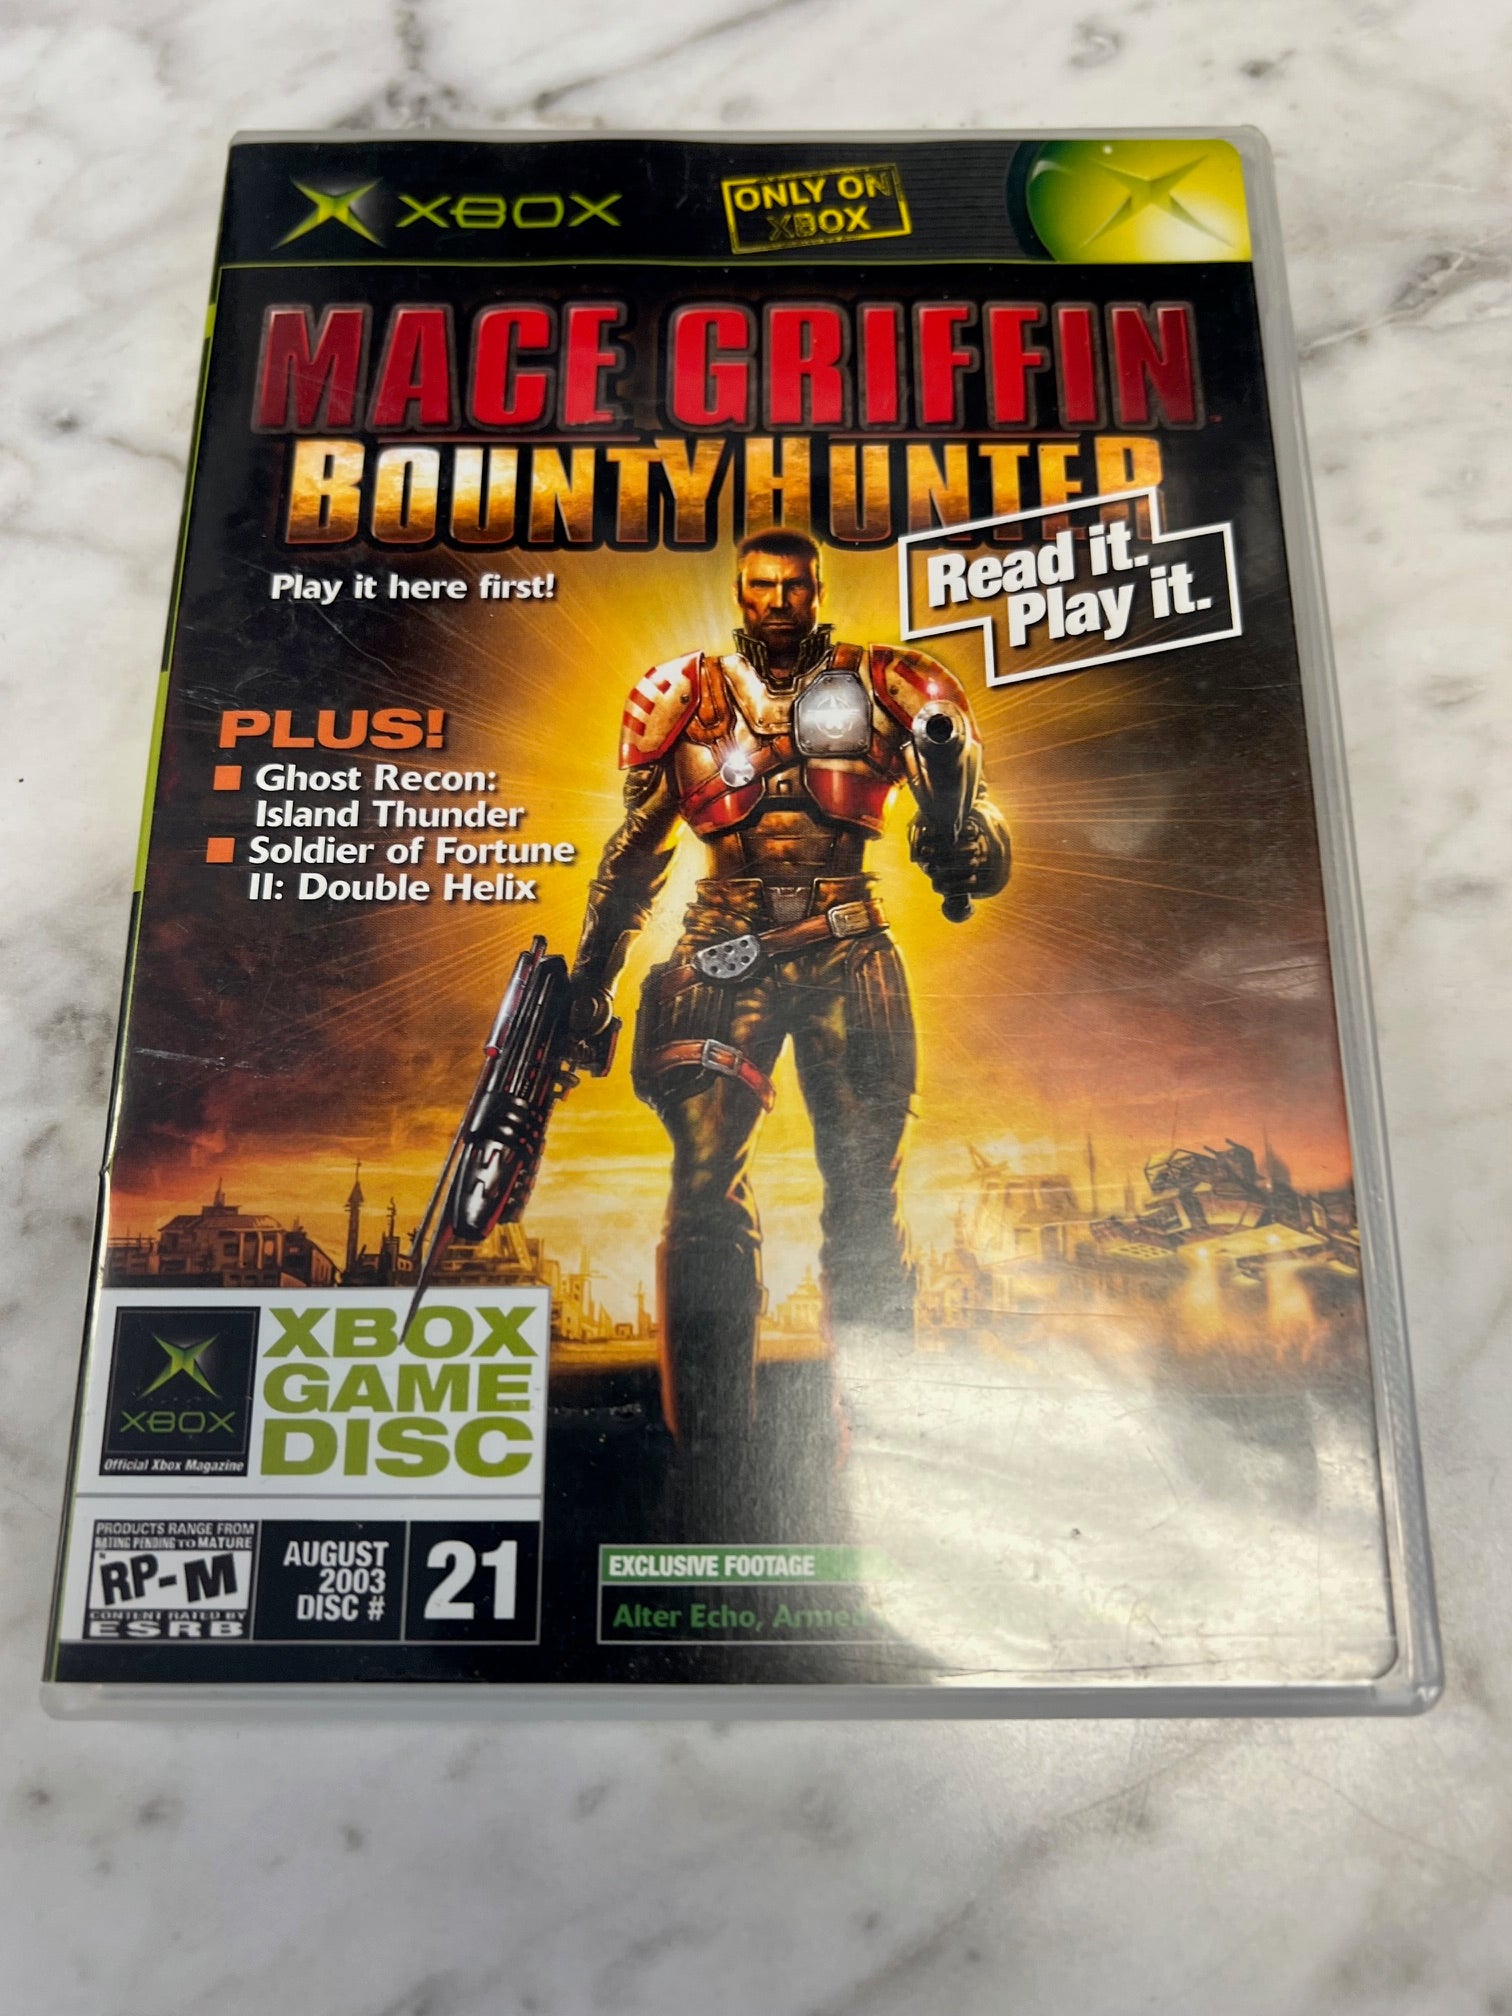 XBOX
ONLY ON
XBOX
MACE GRIFFIN
BOUNTY HUNTER
Read it.
Play it.
Play it here first!
PLUS!
Ghost Recon:
Island Thunder
Soldier of Fortune
II: Double Helix
XBOX
GAME
DISC
XBOX
Official Xbox Magazine
PRODUCTS RANGE FROM
RATING PENDING TO MATURE
RP-M
CONTENT RATED BY
ESRB
AUGUST
2003
DISC #
21
EXCLUSIVE FOOTAGE
Alter Echo,